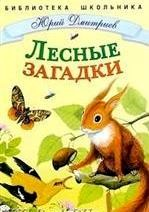 БИБЛИОТЕКА ШКОЛЬНИКА
Юрий Дмитриев
ЛЕСНЫЕ
ЗАГАДКИ